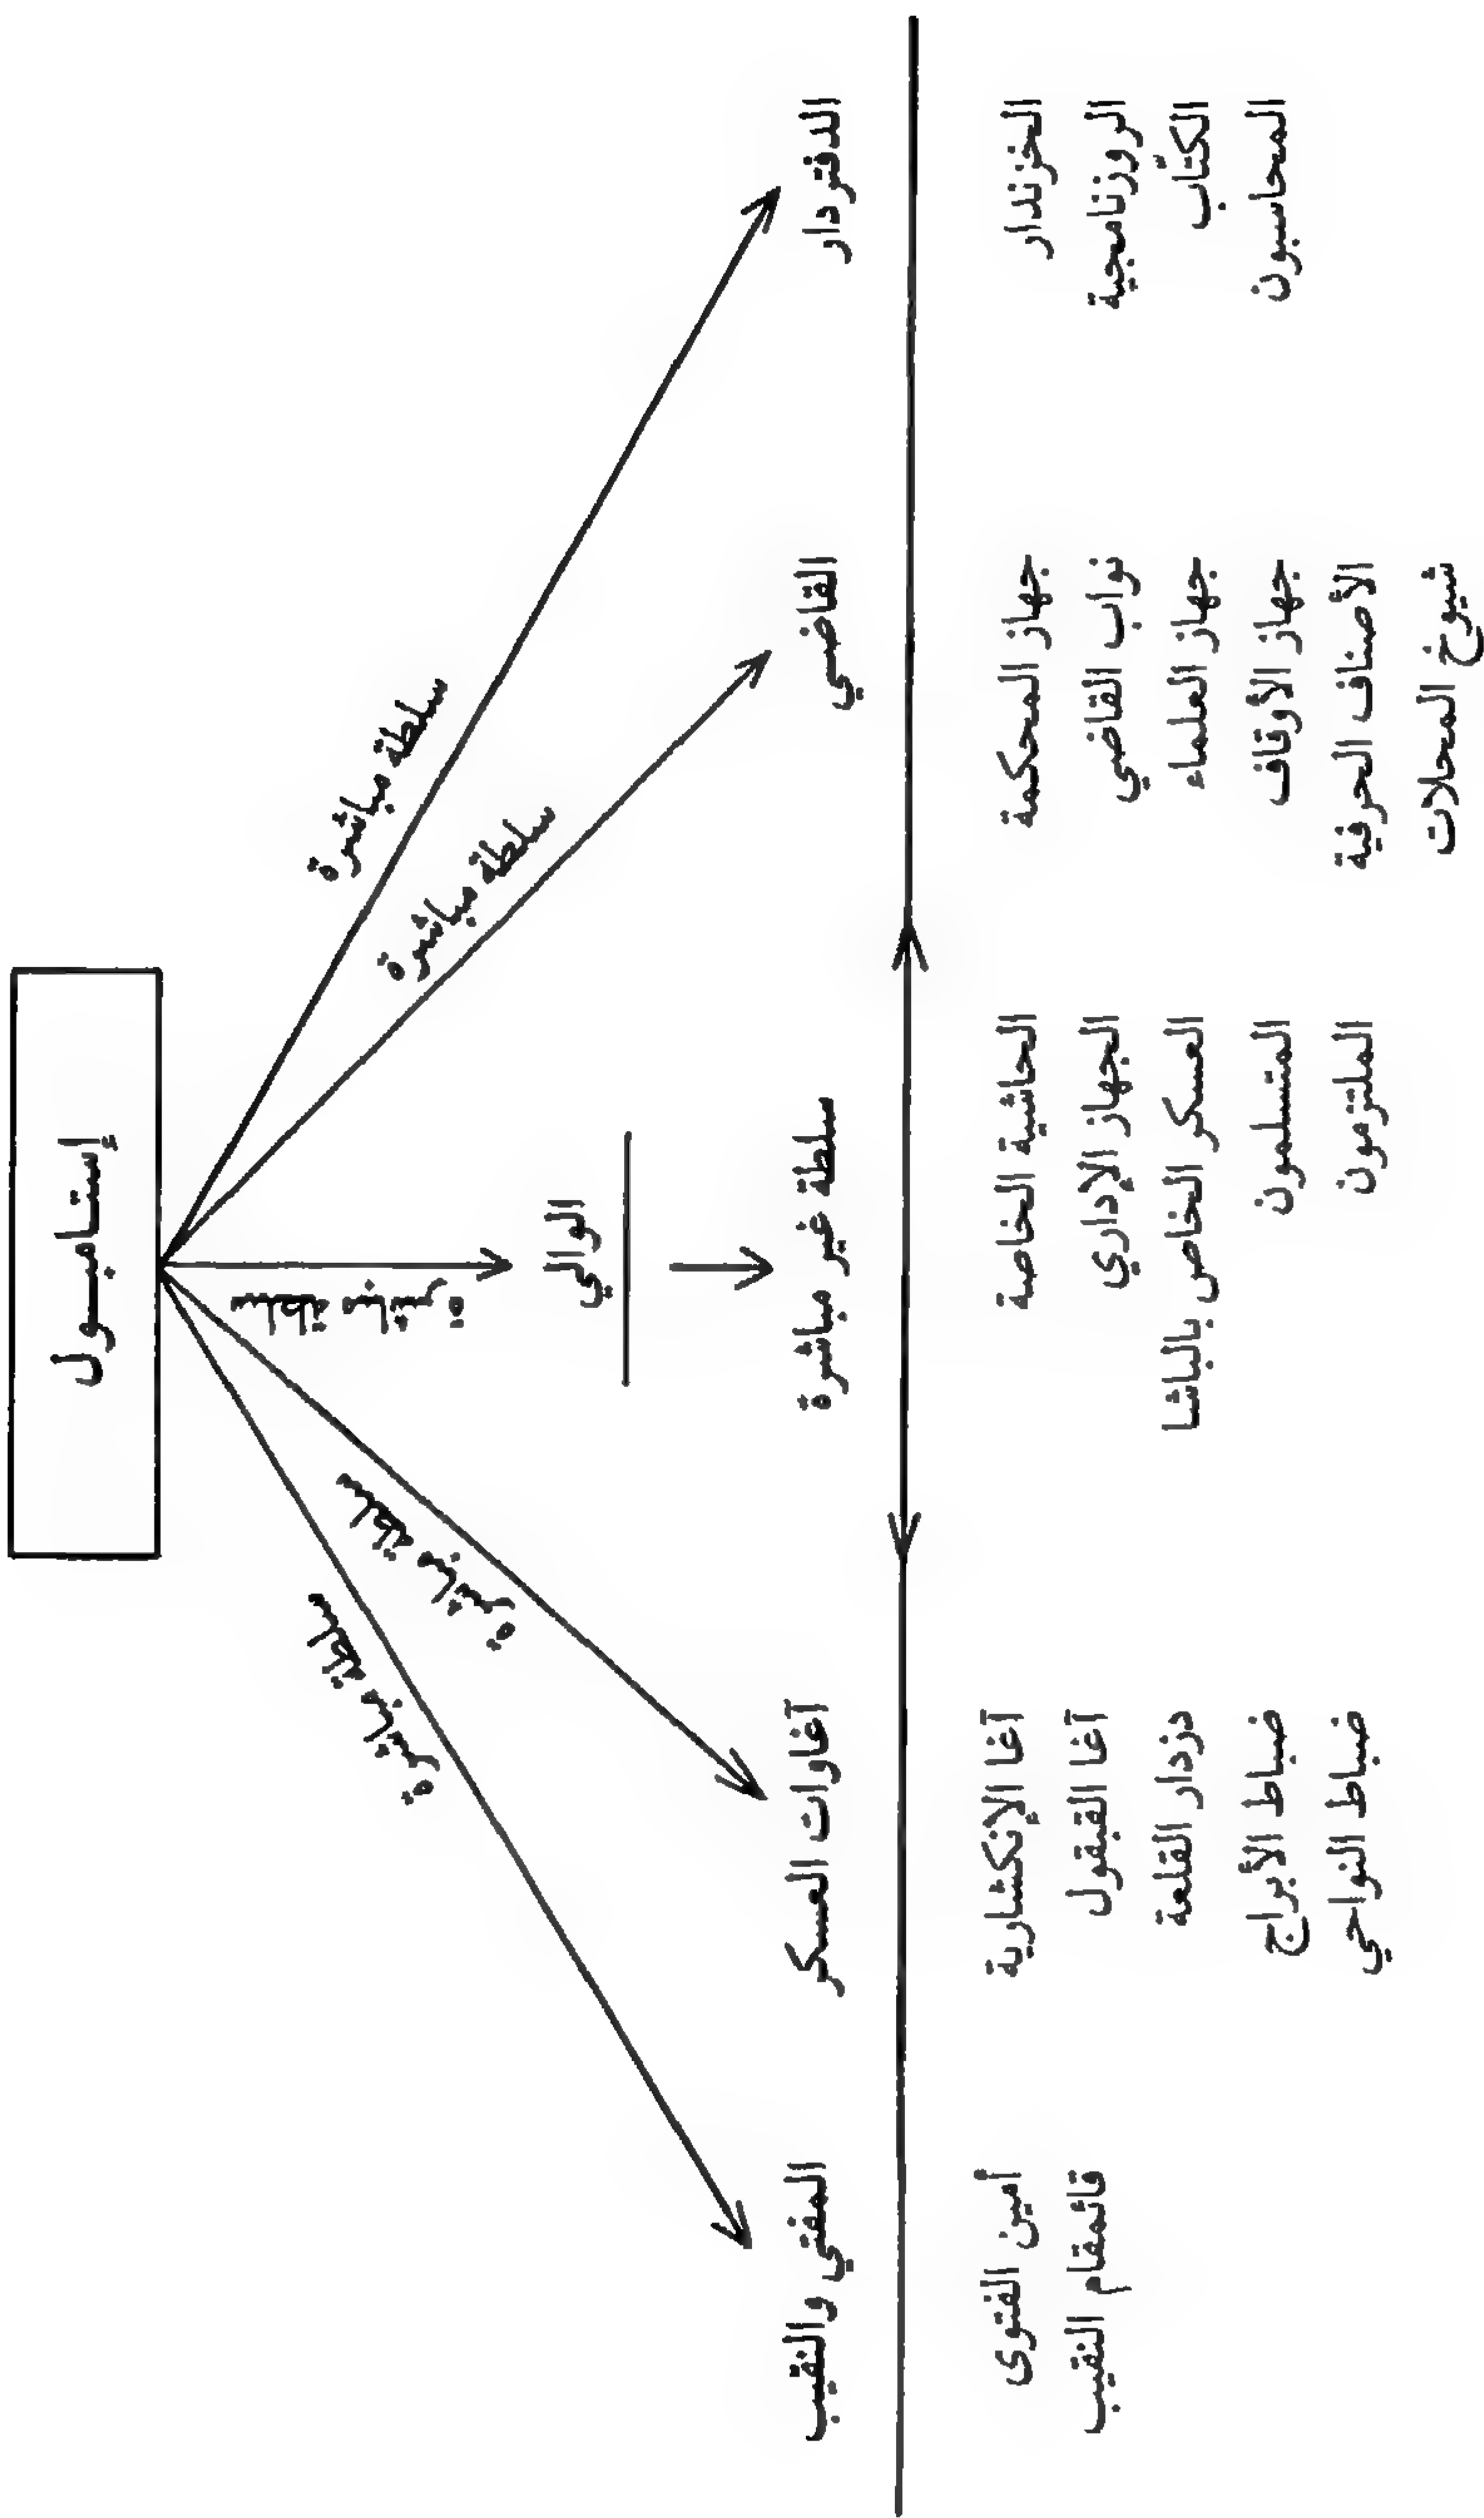 إستامبول
سلطة مباشرة
سلطة مباشرة
سلطة مباشرة
سلطة مباشرة
سلطة مباشرة
الوالي
سلطة غير مباشرة
الدفتردار
القاضي
آغاوات العسكر
المفتي والنقيب
الخزندار
الروزنامجية
الكتّاب
المحاسبون
جهاز المحكمة
نواب القاضي
جهاز العلماء
جهاز الأوقاف
الأصناف الحرفية
شيوخ المحلات
الحاشية الخاصة
الجهاز الإداري
العسكر الخاص بالباشا
المتسلمون
الملتزمون
آغا الإنكشارية
آغا القبقول
دزدار القلعة
ضباط الأبراج
ضباط النواحي
أمين الفتوى
قائمقام النقيب